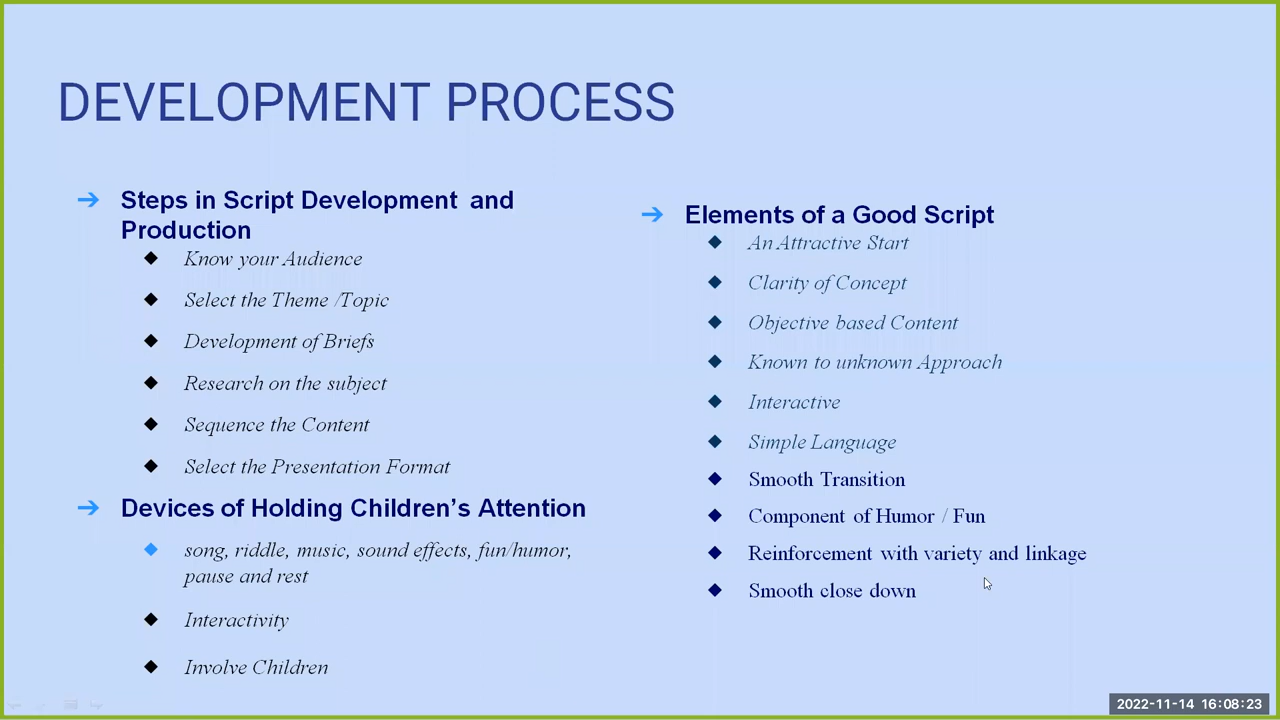 DEVELOPMENT PROCESS
Steps in Script Development and
Production
Know your Audience
Select the Theme /Topic
Development of Briefs
Research on the subject
Sequence the Content
Select the Presentation Format
Devices of Holding Children’s Attention
song, riddle, music, sound effects, fun/humor,
pause and rest
Interactivity
Involve Children
Elements of a Good Script
An Attractive Start
Clarity of Concept
Objective based Content
Known to unknown Approach
Interactive
Simple Language
Smooth Transition
Component of Humor / Fun
Reinforcement with variety and linkage
Smooth close down
2022-11-14 16:08:23